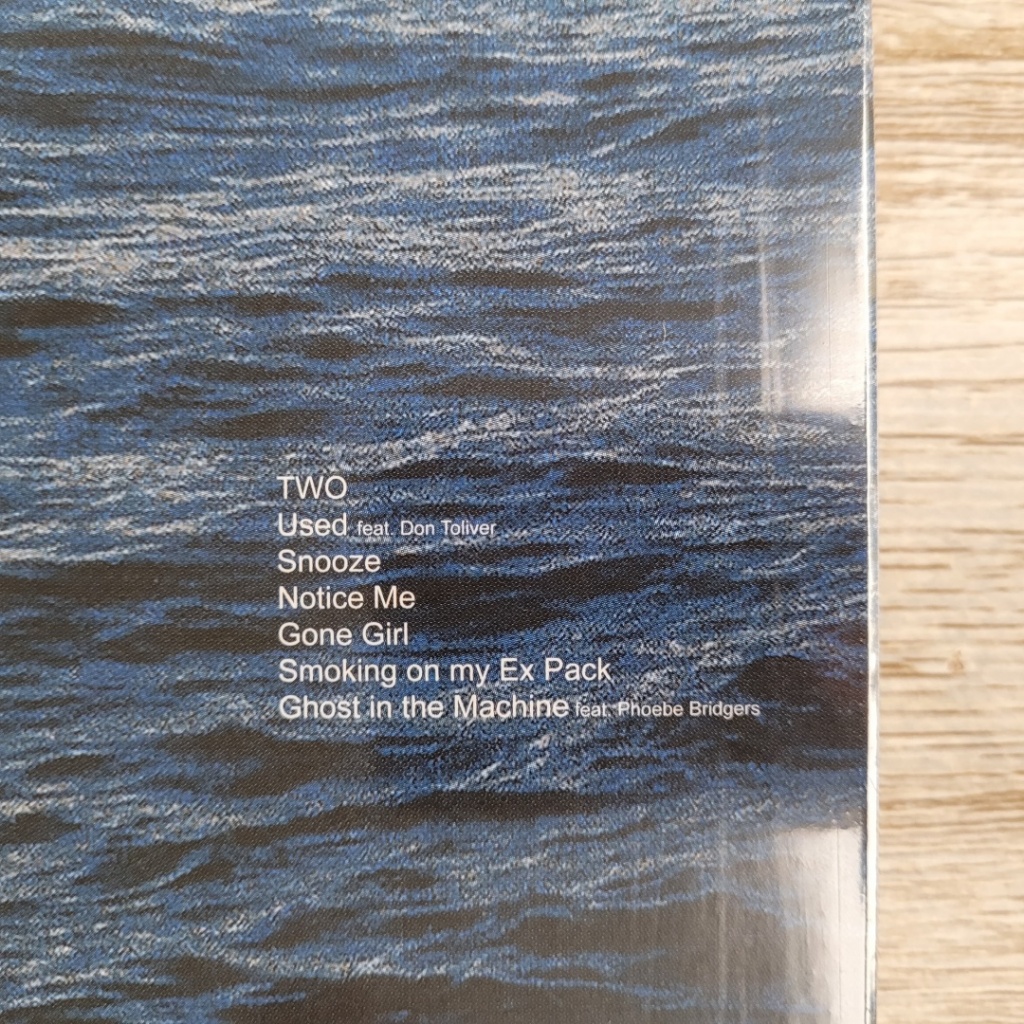 TWO
Used feat. Don Toliver
Snooze
Notice Me
Gone Girl
Smoking on my Ex Pack
Ghost in the Machine feat. Phoebe Bridgers